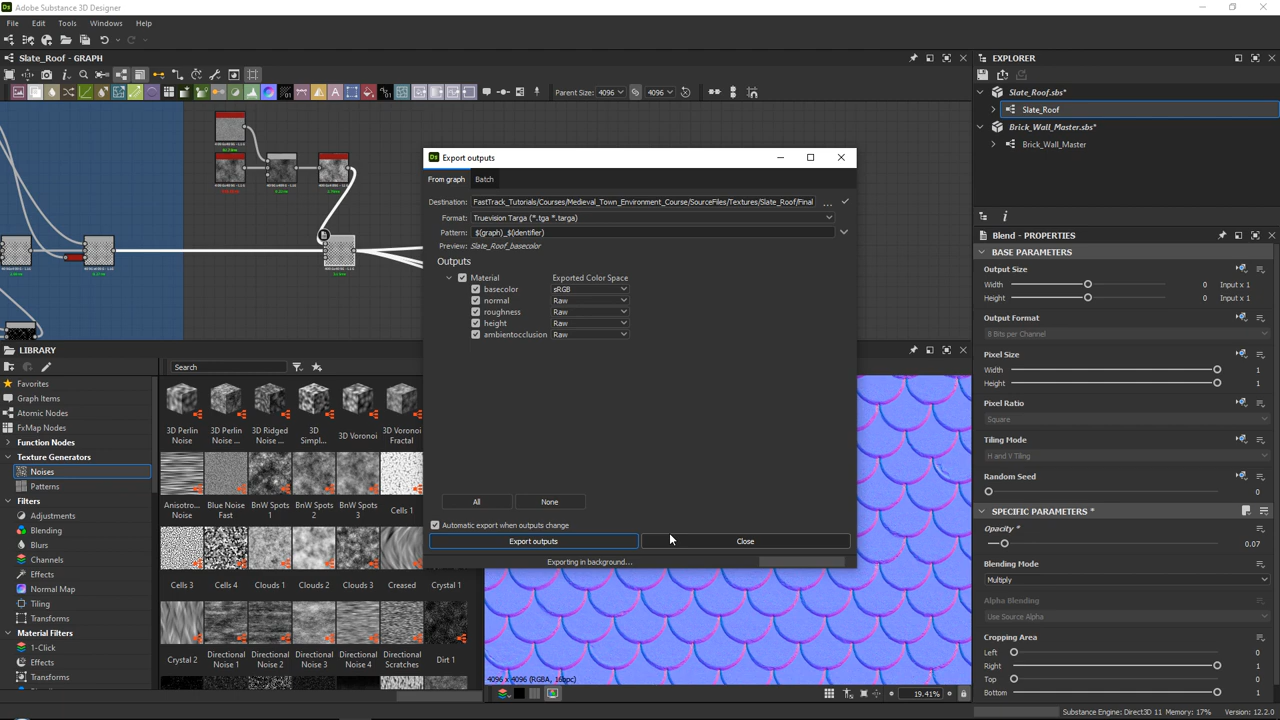 Ds Adobe Substance 3D Designer
File Edit Tools Windows Help
Slate_Roof - GRAPH
Parent Size: 4096 4096
Ds Export outputs
From graph Batch
Destination: FastTrack_Tutorials/Courses/Medieval_Town_Environment_Course/SourceFiles/Textures/Slate_Roof/Final ...
Format: Truevision Targa (*.tga *.targa)
Pattern: $(graph)_$(identifier)
Preview: Slate_Roof_basecolor
Outputs
Material Exported Color Space
basecolor sRGB
normal Raw
roughness Raw
height Raw
ambientocclusion Raw
All None
Automatic export when outputs change
Export outputs Close
Exporting in background...
LIBRARY
Search
Favorites
Graph Items
Atomic Nodes
FxMap Nodes
Function Nodes
Texture Generators
Noises
Patterns
Filters
Adjustments
Blending
Blurs
Channels
Effects
Normal Map
Tiling
Transforms
Material Filters
1-Click
Effects
Transforms
3D Perlin Noise
3D Perlin Noise ...
3D Ridged Noise ...
3D Simpl...
3D Voronoi
3D Voronoi Fractal
Anisotro... Noise
Blue Noise Fast
BnW Spots 1
BnW Spots 2
BnW Spots 3
Cells 1
Cells 3
Cells 4
Clouds 1
Clouds 2
Clouds 3
Creased
Crystal 1
Crystal 2
Directional Noise 1
Directional Noise 2
Directional Noise 3
Directional Noise 4
Directional Scratches
Dirt 1
4096 x 4096 (RGBA, 16bpc)
19.41%
EXPLORER
Slate_Roof.sbs*
Slate_Roof
Brick_Wall_Master.sbs*
Brick_Wall_Master
Blend - PROPERTIES
BASE PARAMETERS
Output Size
Width 0 Input x 1
Height 0 Input x 1
Output Format
8 Bits per Channel
Pixel Size
Width 1
Height 1
Pixel Ratio
Square
Tiling Mode
H and V Tiling
Random Seed
0
SPECIFIC PARAMETERS *
Opacity *
0.07
Blending Mode
Multiply
Alpha Blending
Use Source Alpha
Cropping Area
Left 0
Right 1
Top 0
Bottom 1
Substance Engine: Direct3D 11 Memory: 17% Version: 12.2.0